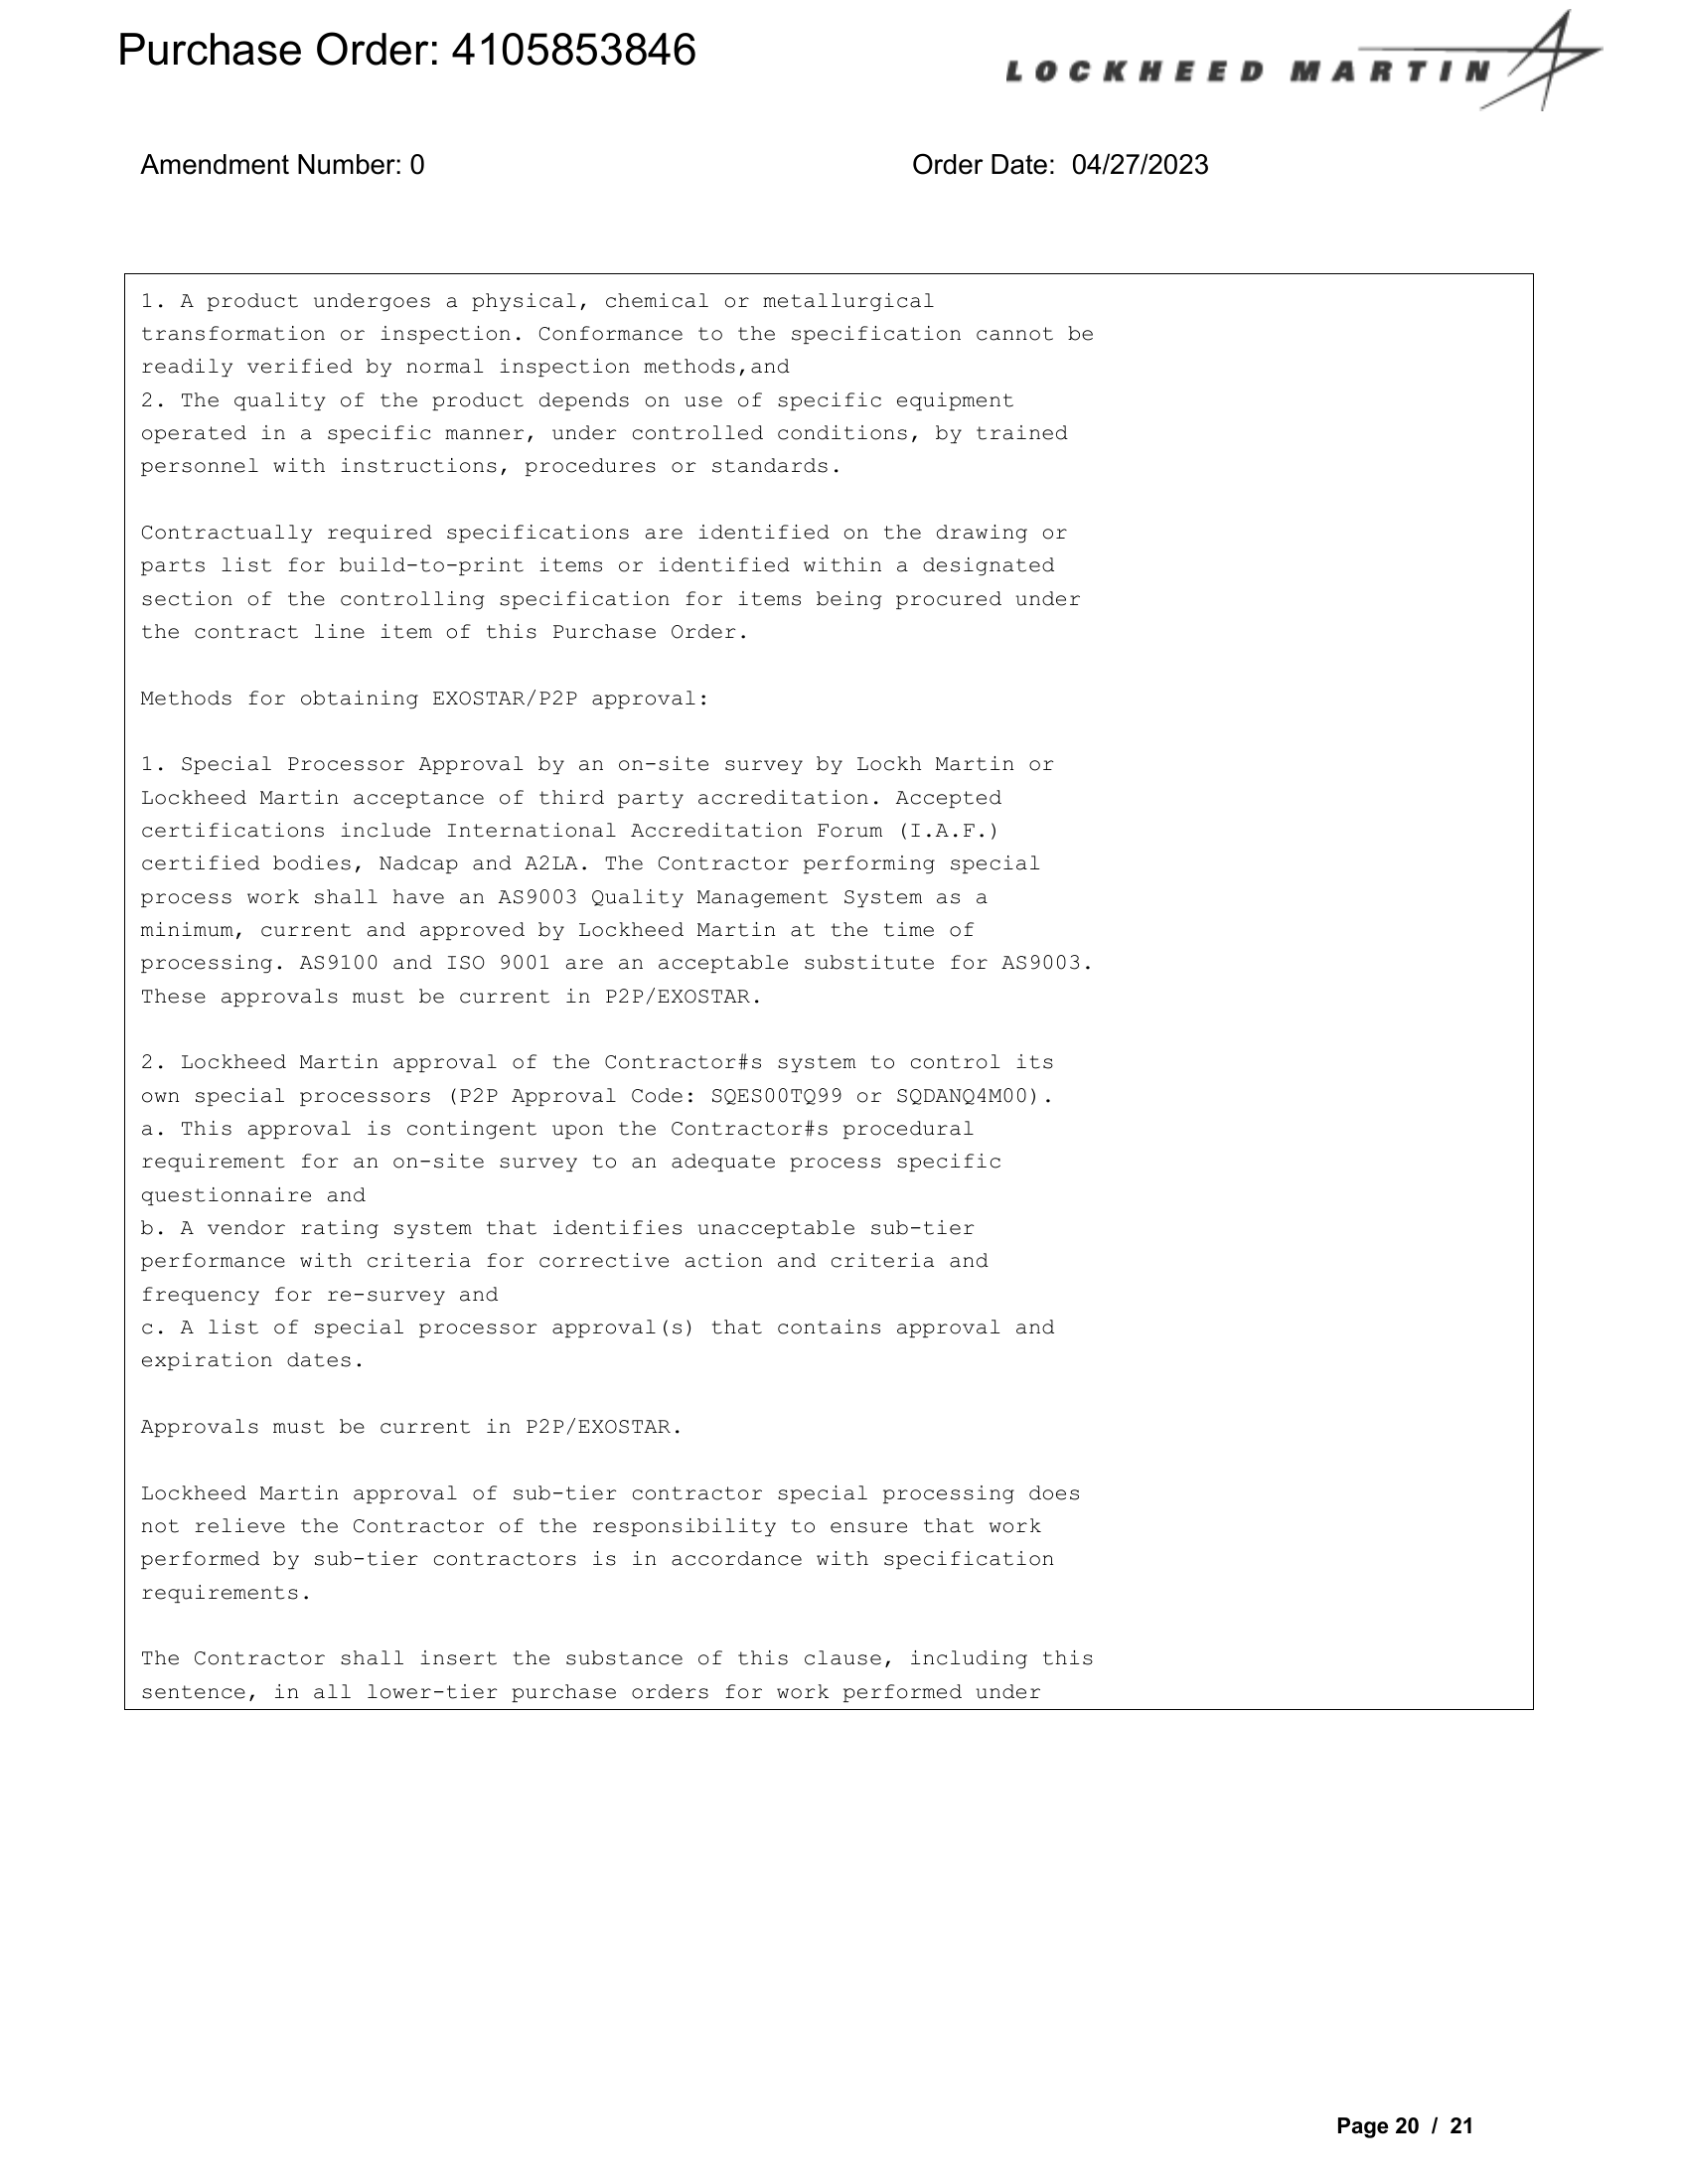 Purchase Order: 4105853846
LOCKHEED MARTIN
Amendment Number: 0
Order Date: 04/27/2023
1. A product undergoes a physical, chemical or metallurgical
transformation or inspection. Conformance to the specification cannot be
readily verified by normal inspection methods,and
2. The quality of the product depends on use of specific equipment
operated in a specific manner, under controlled conditions, by trained
personnel with instructions, procedures or standards.
Contractually required specifications are identified on the drawing or
parts list for build-to-print items or identified within a designated
section of the controlling specification for items being procured under
the contract line item of this Purchase Order.
Methods for obtaining EXOSTAR/P2P approval:
1. Special Processor Approval by an on-site survey by Lockh Martin or
Lockheed Martin acceptance of third party accreditation. Accepted
certifications include International Accreditation Forum (I.A.F.)
certified bodies, Nadcap and A2LA. The Contractor performing special
process work shall have an AS9003 Quality Management System as a
minimum, current and approved by Lockheed Martin at the time of
processing. AS9100 and ISO 9001 are an acceptable substitute for AS9003.
These approvals must be current in P2P/EXOSTAR.
2. Lockheed Martin approval of the Contractor#s system to control its
own special processors (P2P Approval Code: SQES00TQ99 or SQDANQ4M00).
a. This approval is contingent upon the Contractor#s procedural
requirement for an on-site survey to an adequate process specific
questionnaire and
b. A vendor rating system that identifies unacceptable sub-tier
performance with criteria for corrective action and criteria and
frequency for re-survey and
c. A list of special processor approval(s) that contains approval and
expiration dates.
Approvals must be current in P2P/EXOSTAR.
Lockheed Martin approval of sub-tier contractor special processing does
not relieve the Contractor of the responsibility to ensure that work
performed by sub-tier contractors is in accordance with specification
requirements.
The Contractor shall insert the substance of this clause, including this
sentence, in all lower-tier purchase orders for work performed under
Page 20 / 21